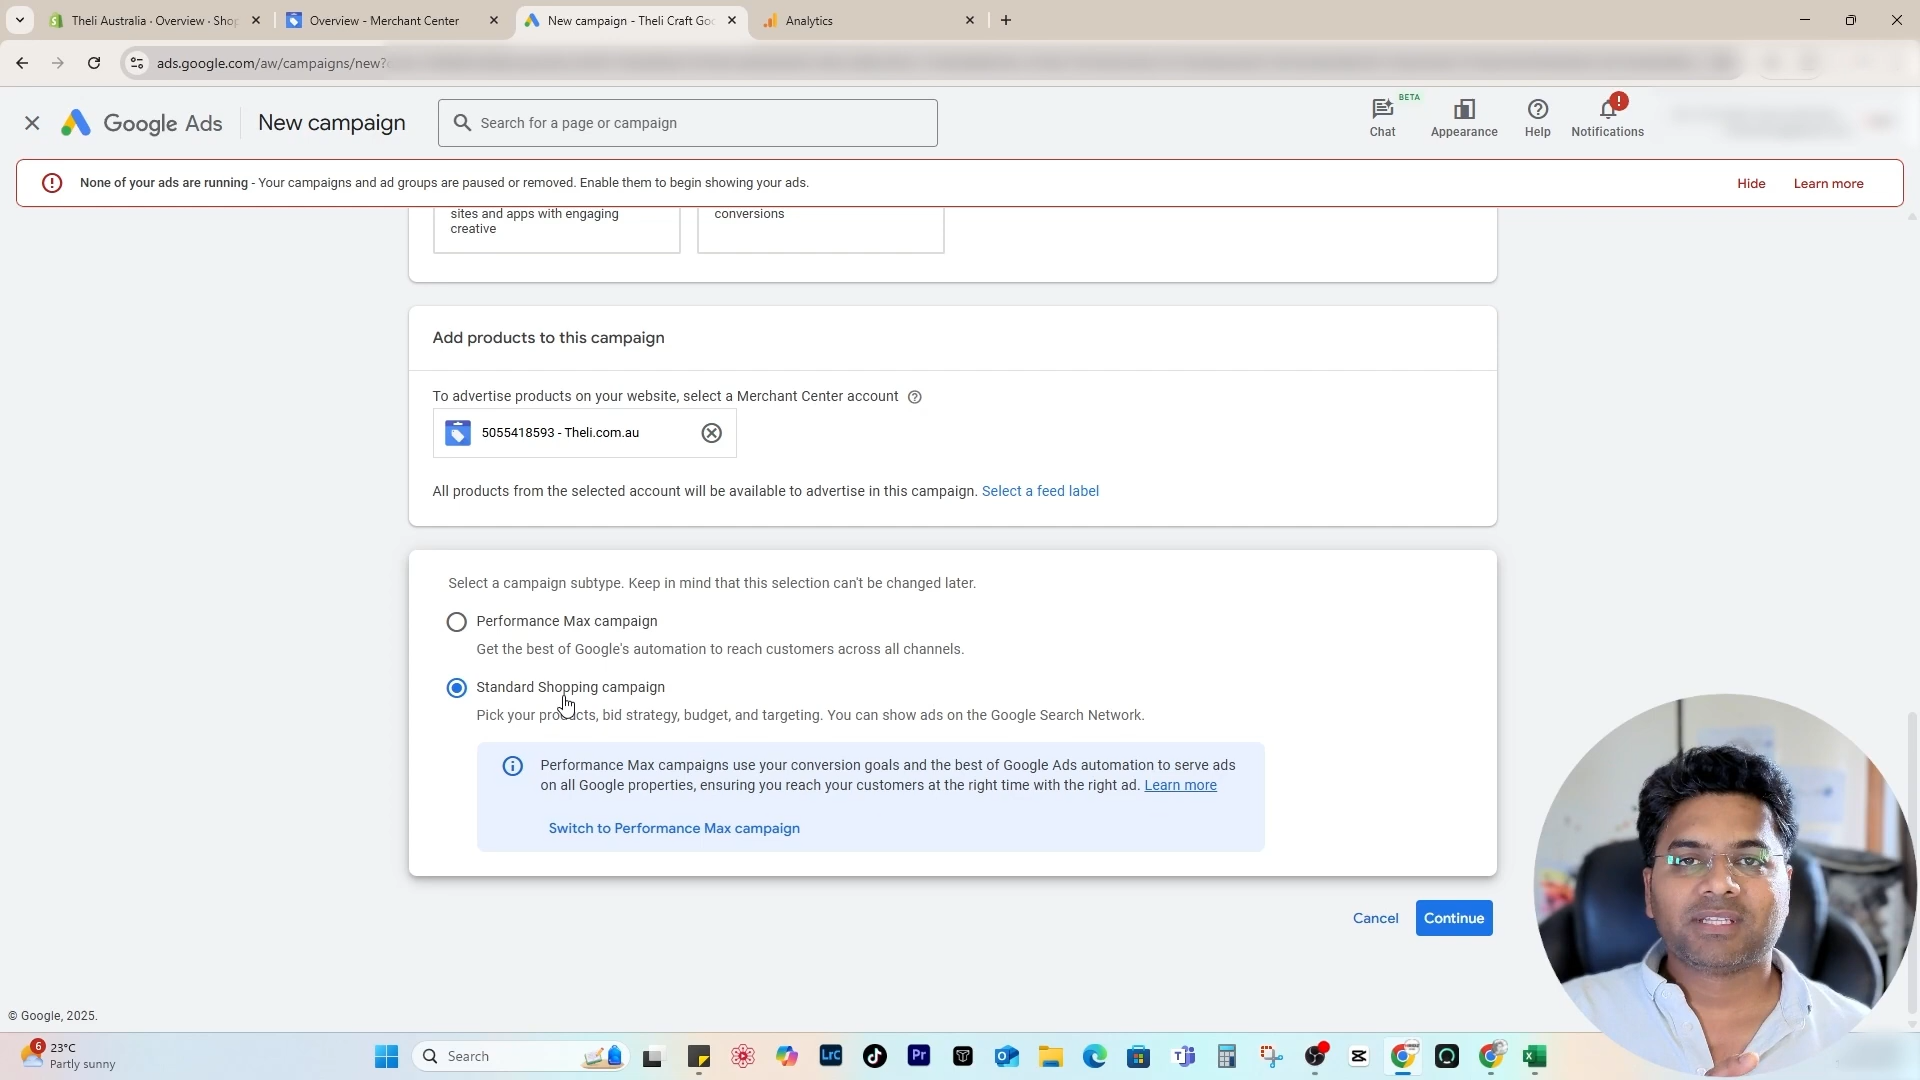 Theli Australia · Overview · Shop
Overview - Merchant Center
New campaign - Theli Craft Goo
Analytics
ads.google.com/aw/campaigns/new?
Google Ads
New campaign
Search for a page or campaign
BETA
Chat
Appearance
Help
Notifications
None of your ads are running - Your campaigns and ad groups are paused or removed. Enable them to begin showing your ads.
Hide
Learn more
sites and apps with engaging
creative
conversions
Add products to this campaign
To advertise products on your website, select a Merchant Center account
5055418593 - Theli.com.au
All products from the selected account will be available to advertise in this campaign. Select a feed label
Select a campaign subtype. Keep in mind that this selection can't be changed later.
Performance Max campaign
Get the best of Google's automation to reach customers across all channels.
Standard Shopping campaign
Pick your products, bid strategy, budget, and targeting. You can show ads on the Google Search Network.
Performance Max campaigns use your conversion goals and the best of Google Ads automation to serve ads
on all Google properties, ensuring you reach your customers at the right time with the right ad. Learn more
Switch to Performance Max campaign
Cancel
Continue
© Google, 2025.
6
23°C
Partly sunny
Search
LrC
Pr